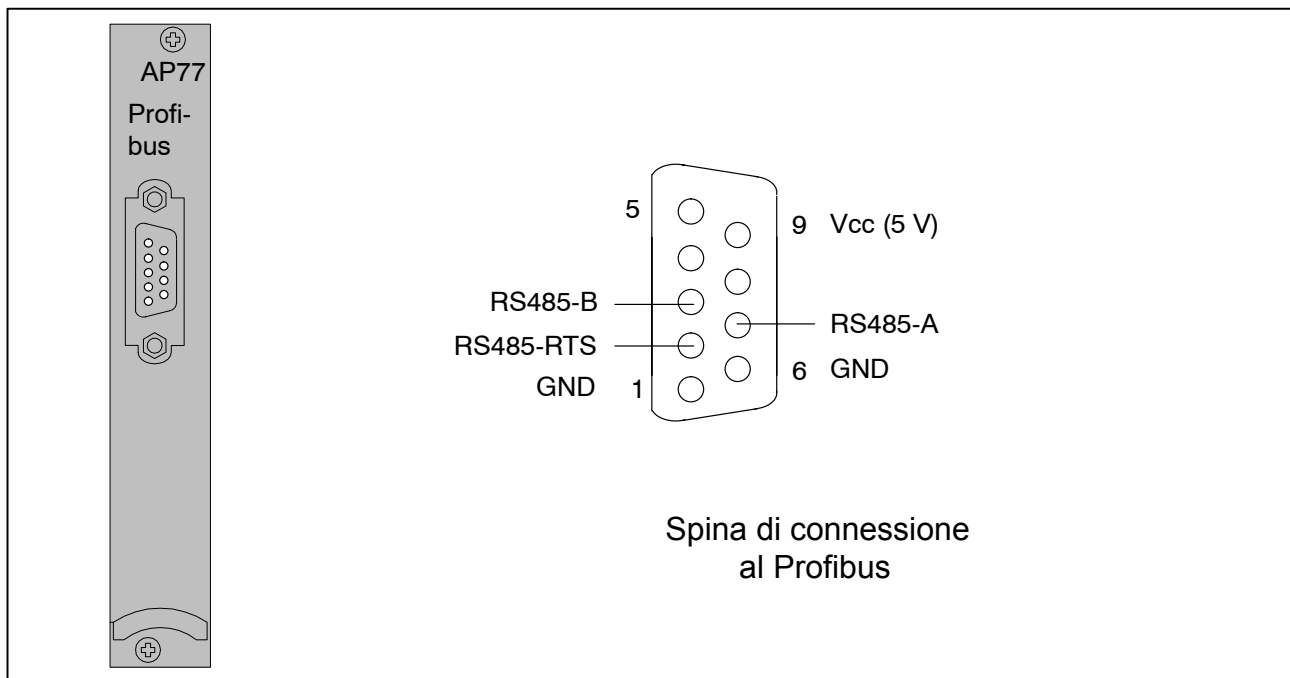 AP77
Profi-
bus
5
9 Vcc (5 V)
RS485-B
RS485-A
RS485-RTS
GND 1
6 GND
Spina di connessione
al Profibus